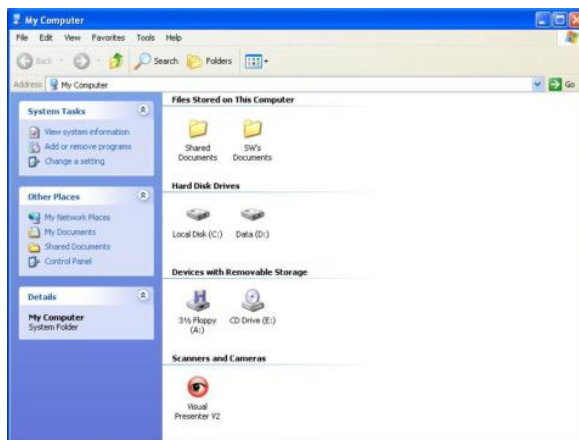 My Computer
File Edit View Favorites Tools Help
Back Search Folders
Address My Computer Go
System Tasks
View system information
Add or remove programs
Change a setting
Other Places
My Network Places
My Documents
Shared Documents
Control Panel
Details
My Computer
System Folder
Files Stored on This Computer
Shared
Documents
SW's
Documents
Hard Disk Drives
Local Disk (C:) Data (D:)
Devices with Removable Storage
3½ Floppy
(A:)
CD Drive (E:)
Scanners and Cameras
Visual
Presenter V2